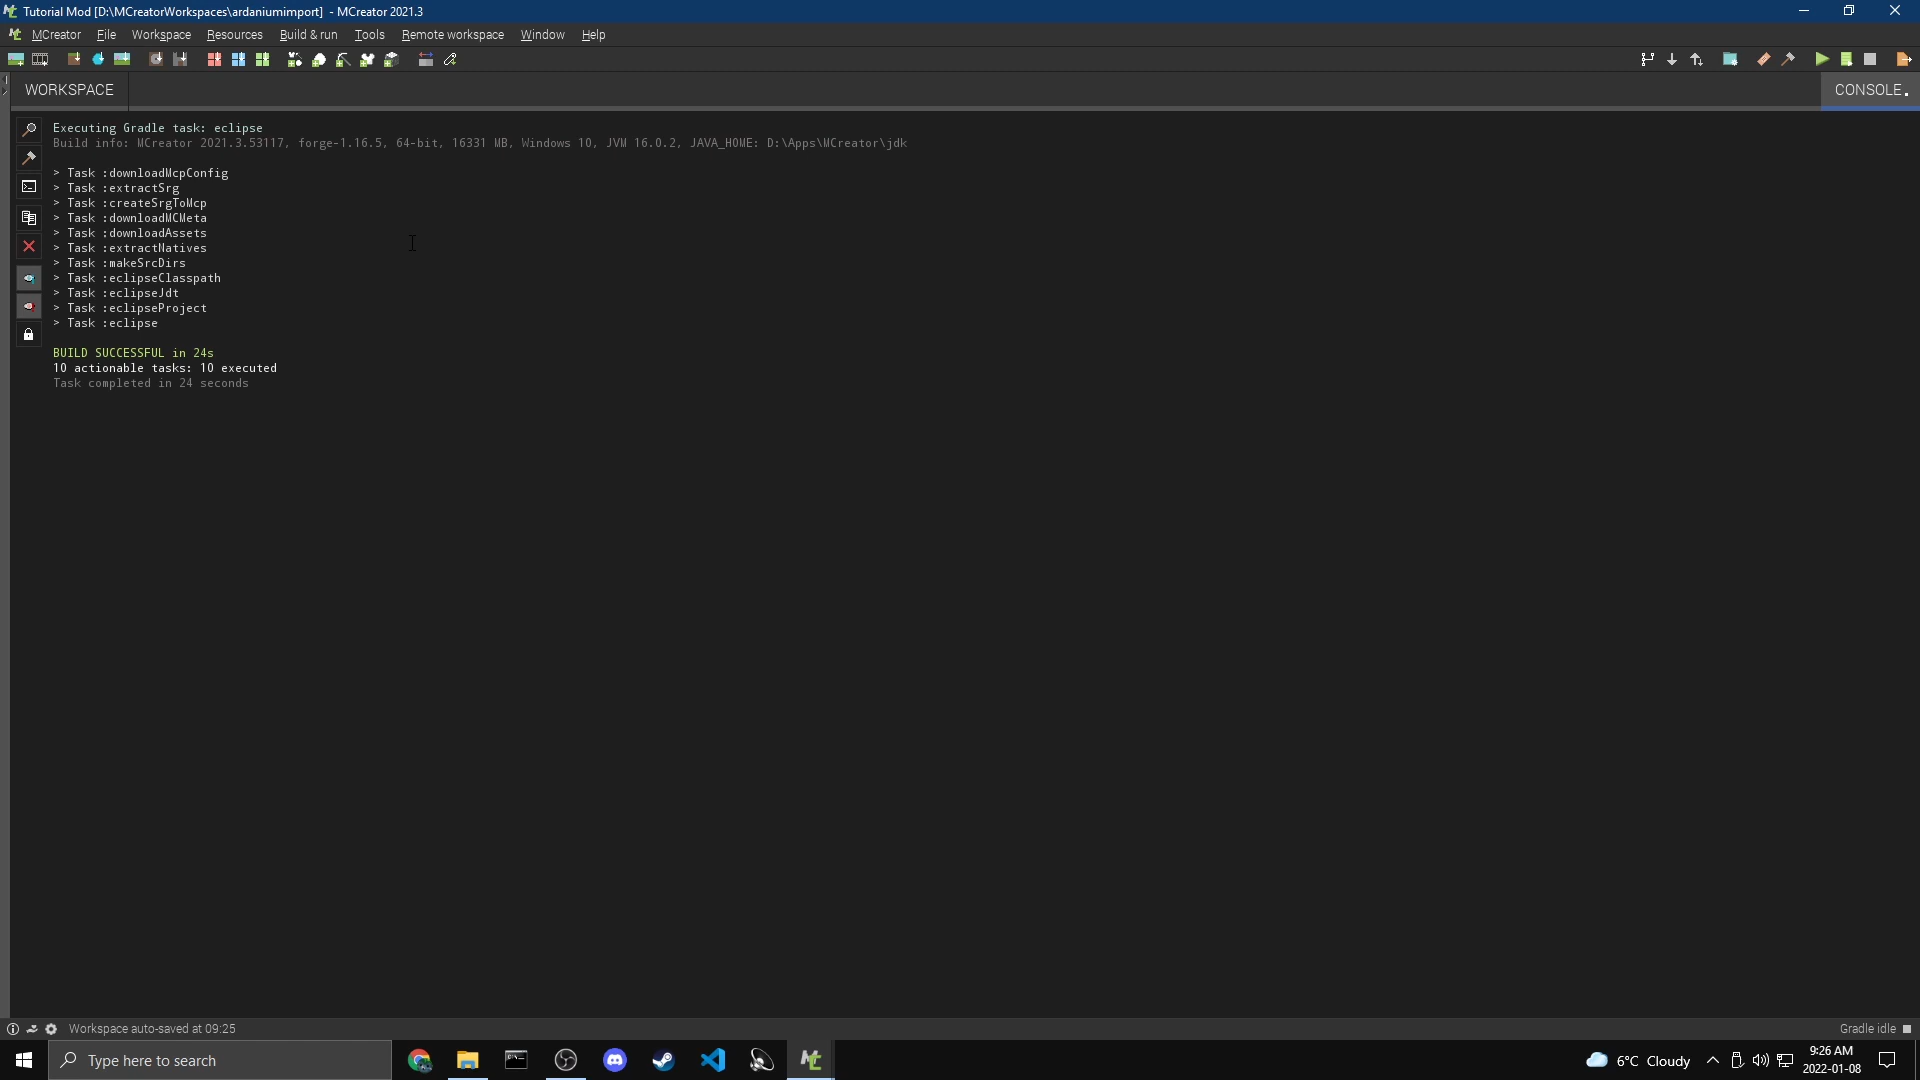 Tutorial Mod [D:\MCreatorWorkspaces\ardaniumimport] - MCreator 2021.3
MCreator File Workspace Resources Build & run Tools Remote workspace Window Help
WORKSPACE
CONSOLE
Executing Gradle task: eclipse
Build info: MCreator 2021.3.53117, forge-1.16.5, 64-bit, 16331 MB, Windows 10, JVM 16.0.2, JAVA_HOME: D:\Apps\MCreator\jdk
> Task :downloadMcpConfig
> Task :extractSrg
> Task :createSrgToMcp
> Task :downloadMCMeta
> Task :downloadAssets
> Task :extractNatives
> Task :makeSrcDirs
> Task :eclipseClasspath
> Task :eclipseJdt
> Task :eclipseProject
> Task :eclipse
BUILD SUCCESSFUL in 24s
10 actionable tasks: 10 executed
Task completed in 24 seconds
Workspace auto-saved at 09:25
Gradle idle
Type here to search
6°C Cloudy
9:26 AM
2022-01-08